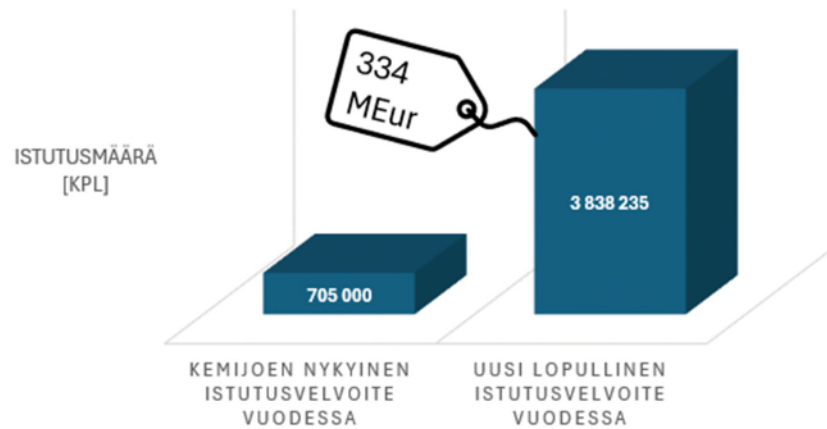 334
MEur
ISTUTUSMÄÄRÄ
[KPL]
3 838 235
705 000
KEMIJOEN NYKYINEN
ISTUTUSVELVOITE
VUODESSA
UUSI LOPULLINEN
ISTUTUSVELVOITE
VUODESSA